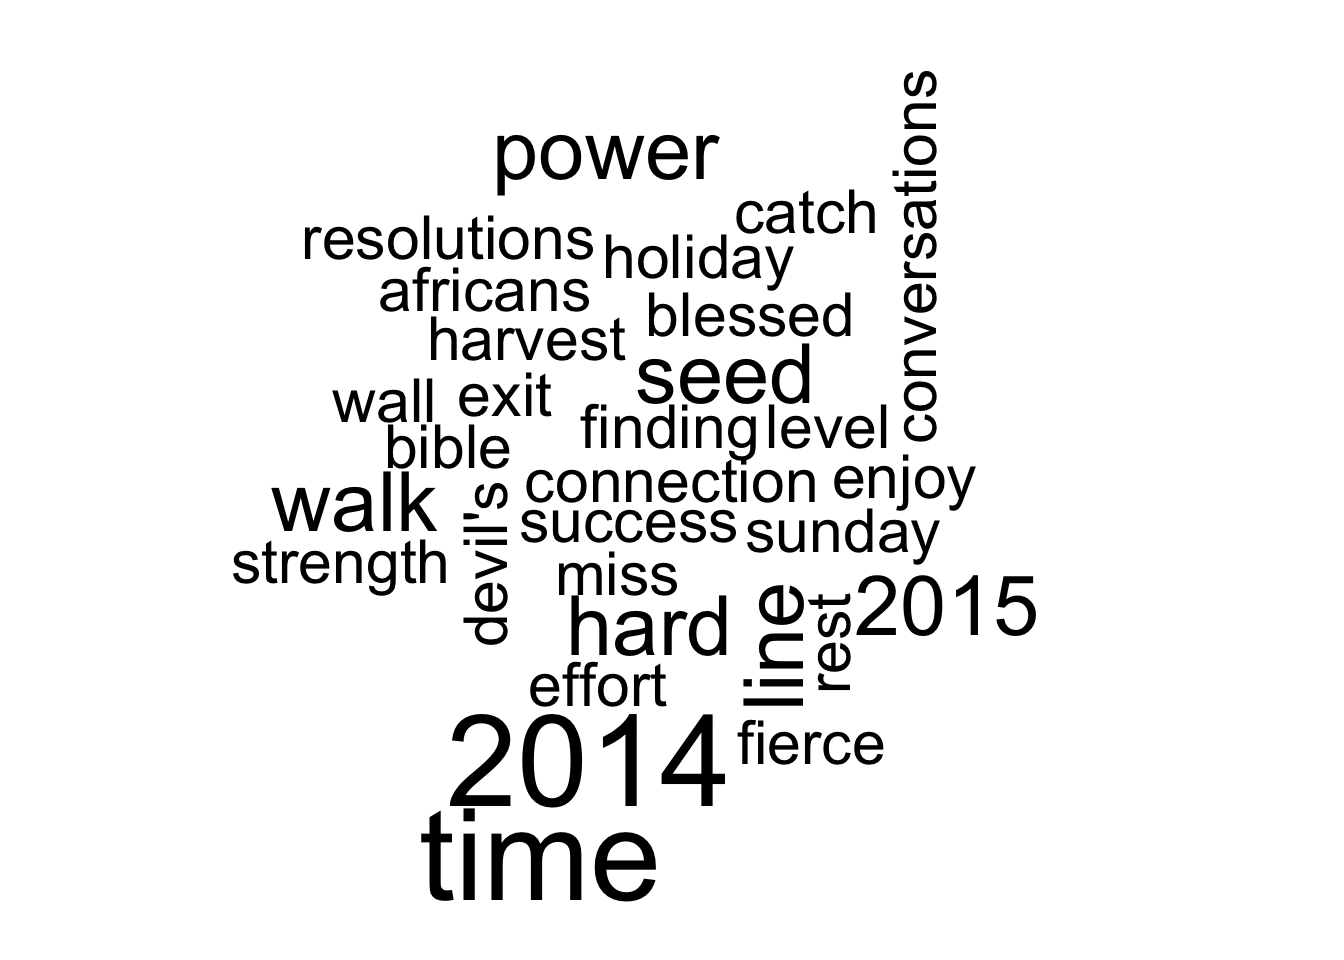 power
conversations
catch
resolutions
holiday
africans
blessed
harvest
seed
wall
exit
finding
level
bible
connection
enjoy
walk
devil's
success
sunday
strength
miss
hard
line
rest
2015
effort
2014
fierce
time